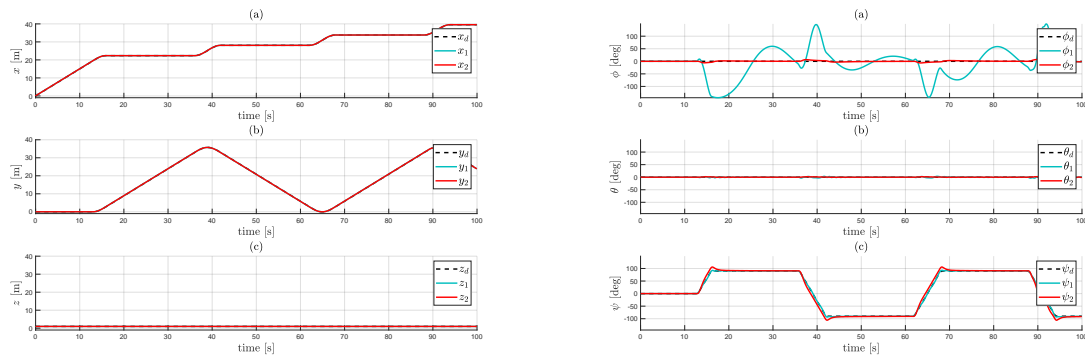 (a)
40
30
20
10
0
x [m]
x_d
x_1
x_2
0 10 20 30 40 50 60 70 80 90 100
time [s]
(b)
40
30
20
10
0
y [m]
y_d
y_1
y_2
0 10 20 30 40 50 60 70 80 90 100
time [s]
(c)
40
30
20
10
0
z [m]
z_d
z_1
z_2
0 10 20 30 40 50 60 70 80 90 100
time [s]
(a)
100
50
0
-50
-100
ϕ [deg]
ϕ_d
ϕ_1
ϕ_2
0 10 20 30 40 50 60 70 80 90 100
time [s]
(b)
100
50
0
-50
-100
θ [deg]
θ_d
θ_1
θ_2
0 10 20 30 40 50 60 70 80 90 100
time [s]
(c)
100
50
0
-50
-100
ψ [deg]
ψ_d
ψ_1
ψ_2
0 10 20 30 40 50 60 70 80 90 100
time [s]